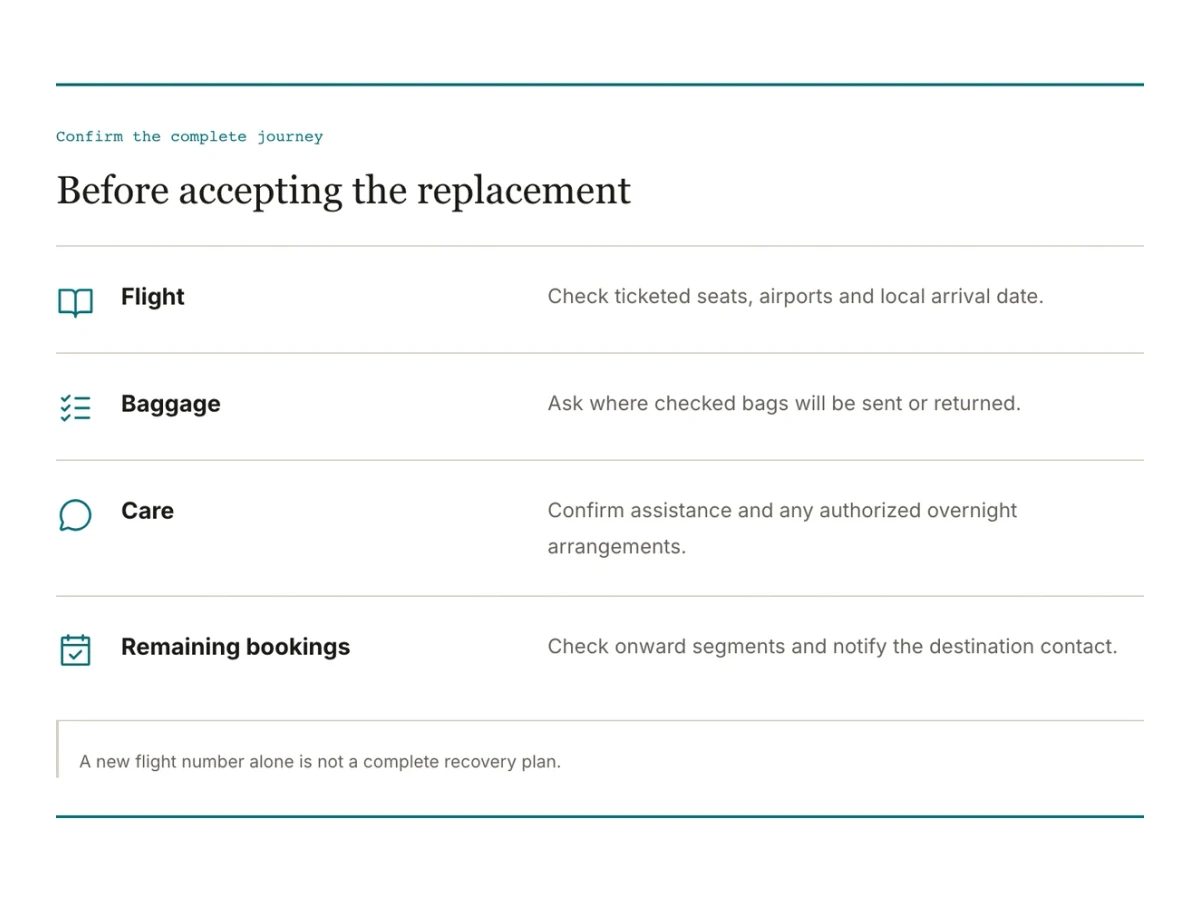 Confirm the complete journey
Before accepting the replacement
Flight
Check ticketed seats, airports and local arrival date.
Baggage
Ask where checked bags will be sent or returned.
Care
Confirm assistance and any authorized overnight
arrangements.
Remaining bookings
Check onward segments and notify the destination contact.
A new flight number alone is not a complete recovery plan.